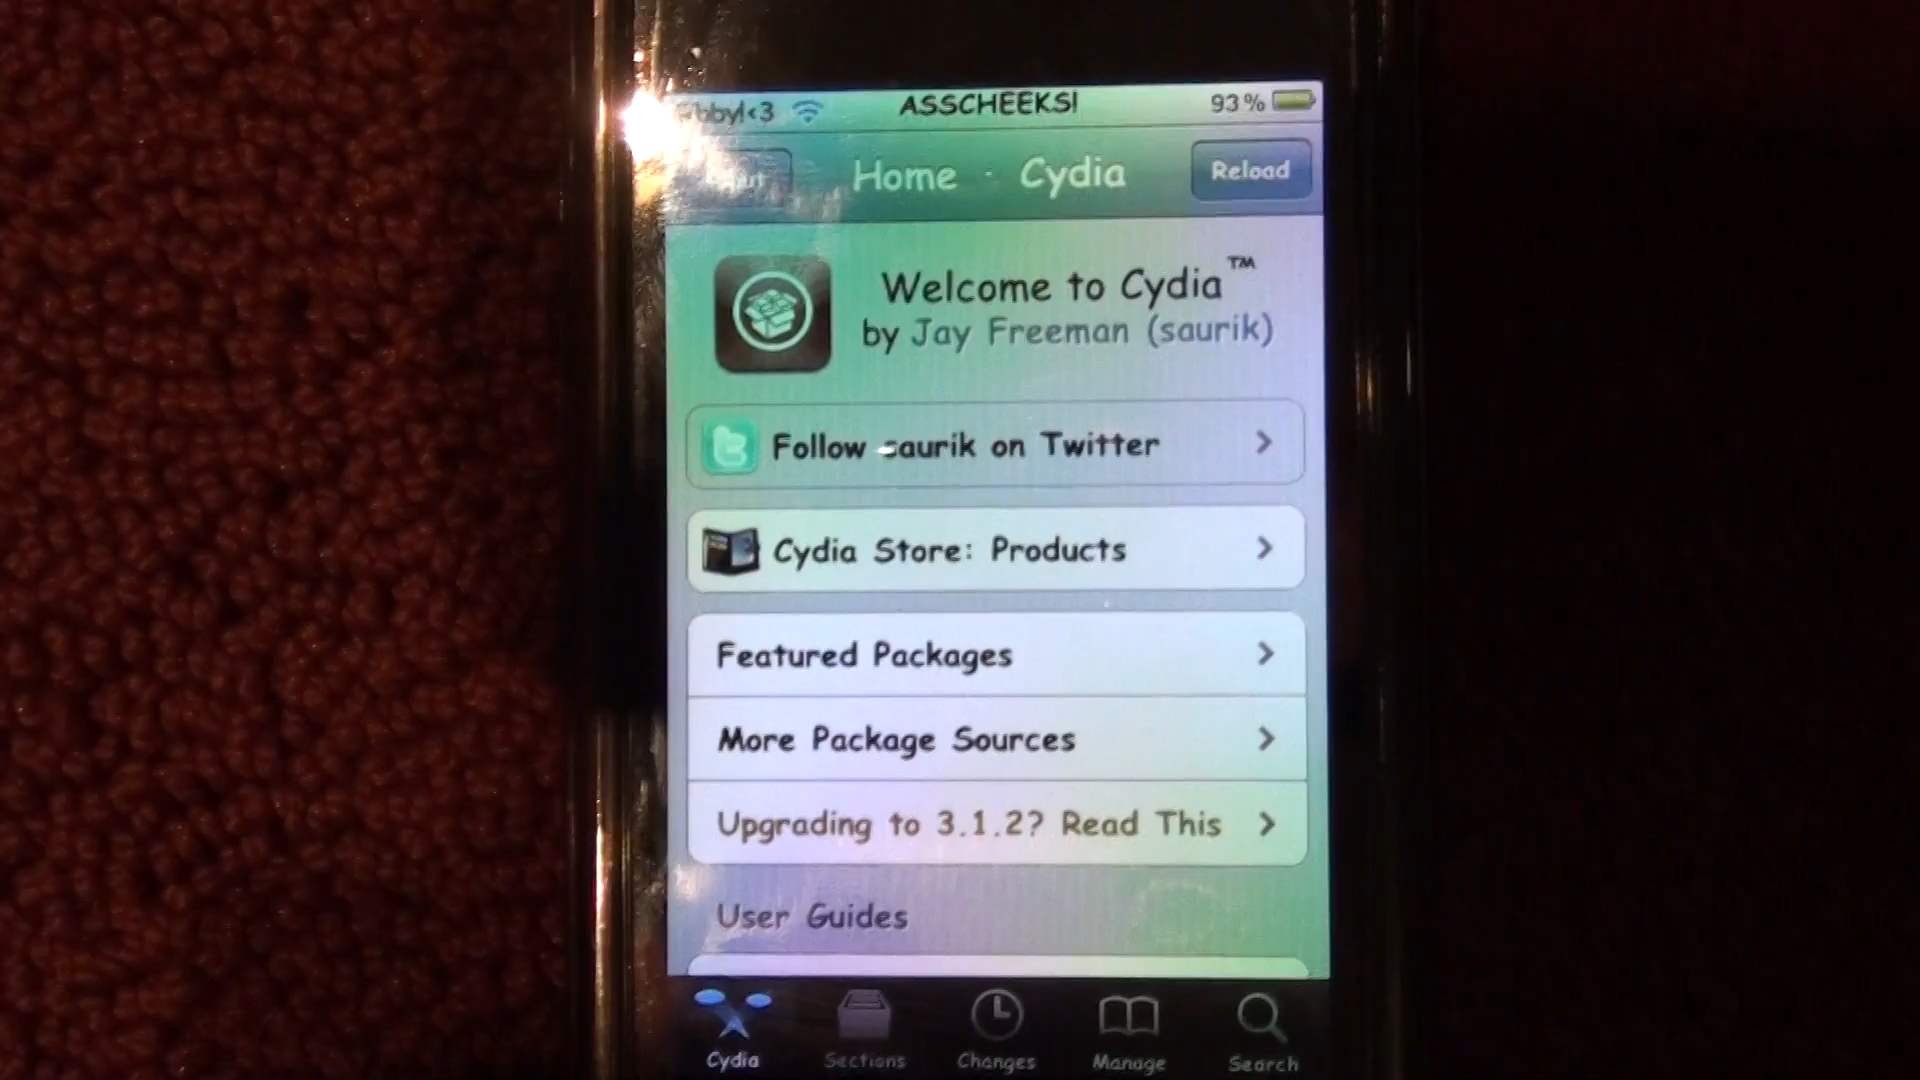 ASSCHEEKS! 93%
Home · Cydia Reload
Welcome to Cydia™
by Jay Freeman (saurik)
Follow saurik on Twitter
Cydia Store: Products
Featured Packages
More Package Sources
Upgrading to 3.1.2? Read This
User Guides
Cydia Sections Changes Manage Search